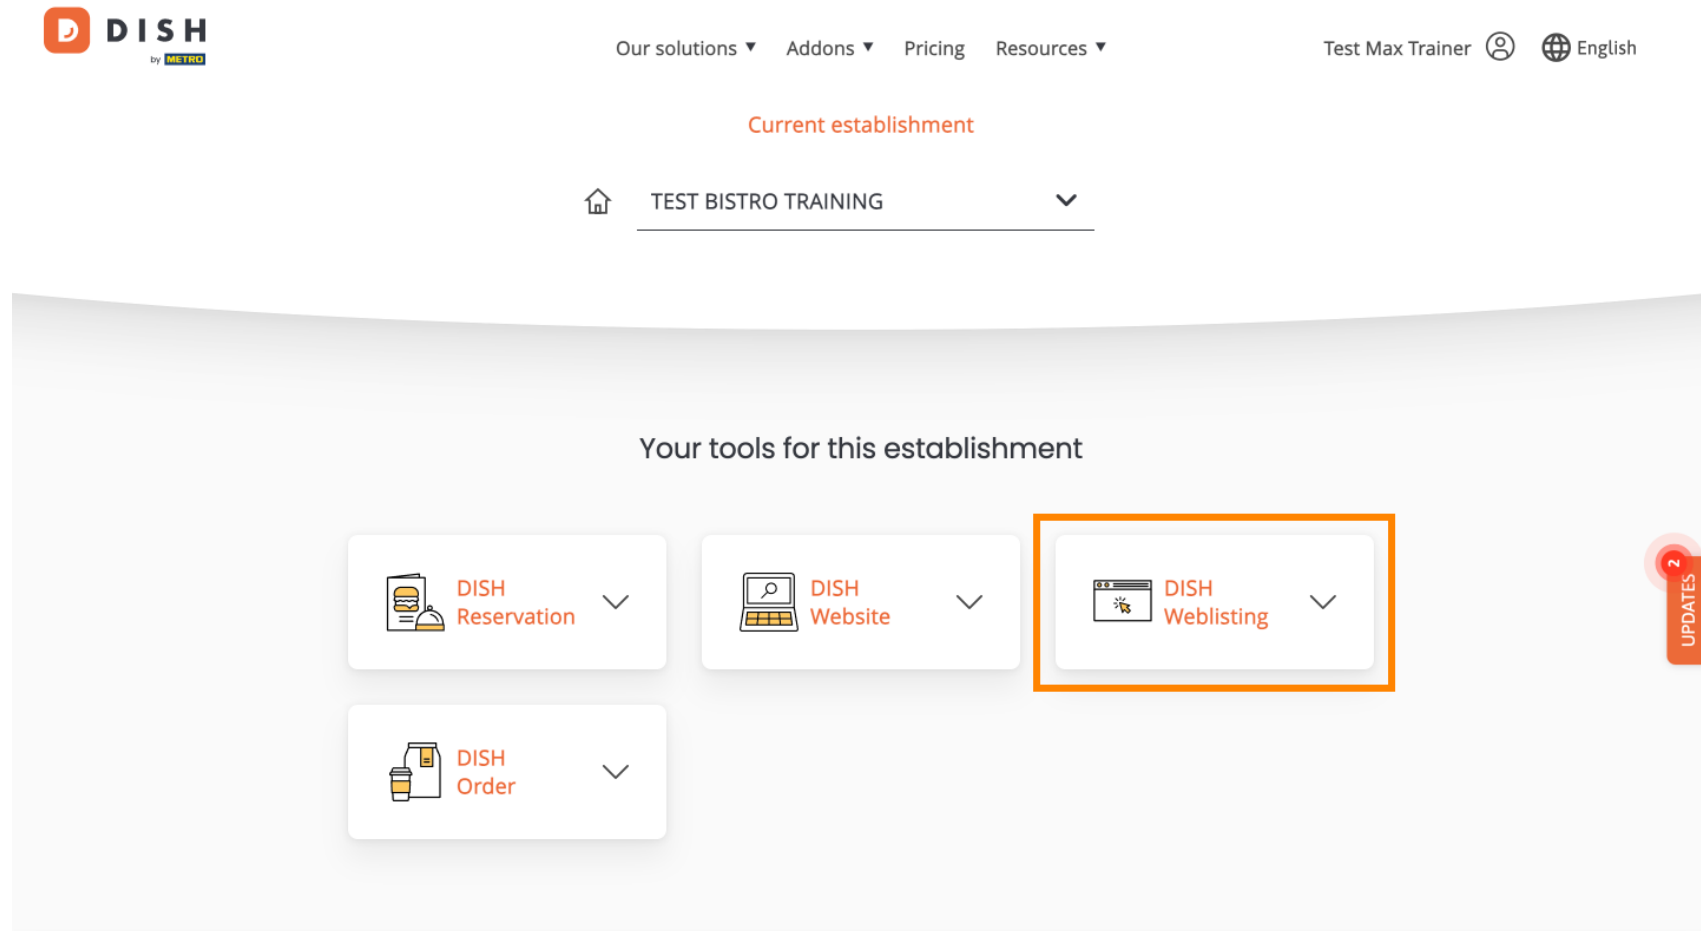 DISH
by METRO
Our solutions ▼ Addons ▼ Pricing Resources ▼ Test Max Trainer English
Current establishment
TEST BISTRO TRAINING
Your tools for this establishment
DISH
Reservation
DISH
Website
DISH
Weblisting
2
UPDATES
DISH
Order